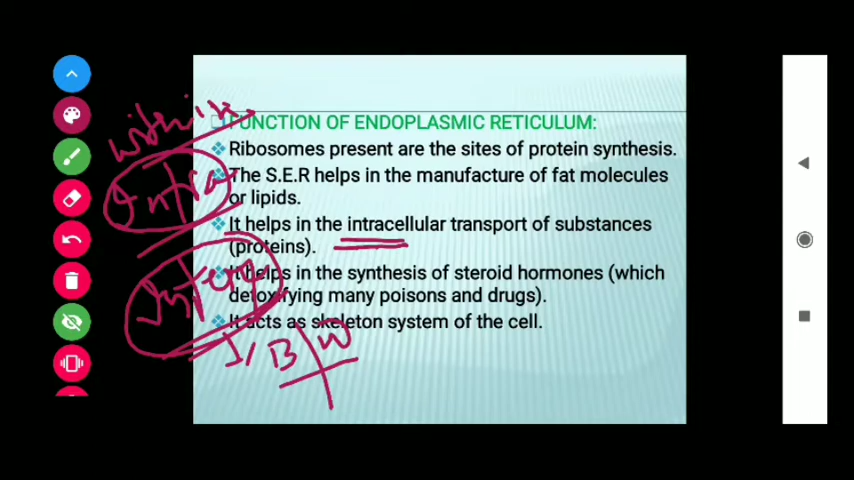 FUNCTION OF ENDOPLASMIC RETICULUM:
Ribosomes present are the sites of protein synthesis.
The S.E.R helps in the manufacture of fat molecules
or lipids.
It helps in the intracellular transport of substances
(proteins).
It helps in the synthesis of steroid hormones (which
detoxifying many poisons and drugs).
It acts as skeleton system of the cell.
within
Intra
B/W